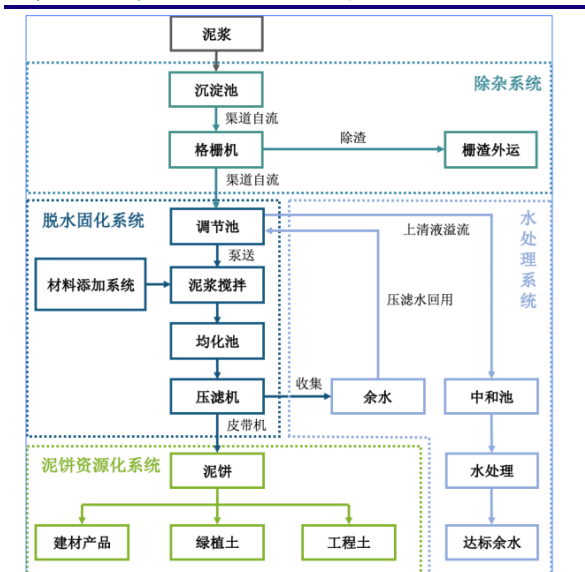 泥浆
除杂系统
沉淀池
渠道自流
格栅机
除渣
栅渣外运
渠道自流
脱水固化系统
调节池
上清液溢流
水处理系统
泵送
材料添加系统
泥浆搅拌
压滤水回用
均化池
压滤机
收集
余水
中和池
皮带机
泥饼资源化系统
泥饼
水处理
建材产品
绿植土
工程土
达标余水